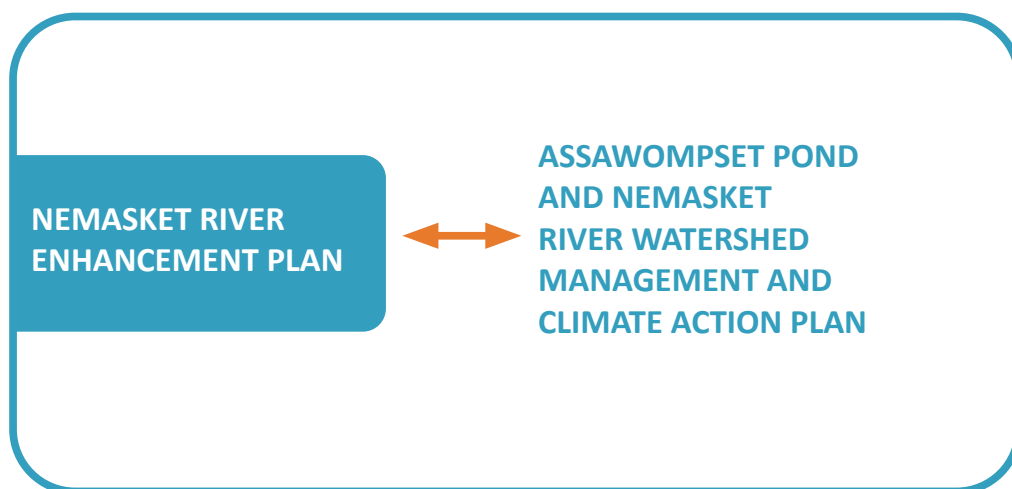 NEMASKET RIVER
ENHANCEMENT PLAN
ASSAWOMPSET POND
AND NEMASKET
RIVER WATERSHED
MANAGEMENT AND
CLIMATE ACTION PLAN